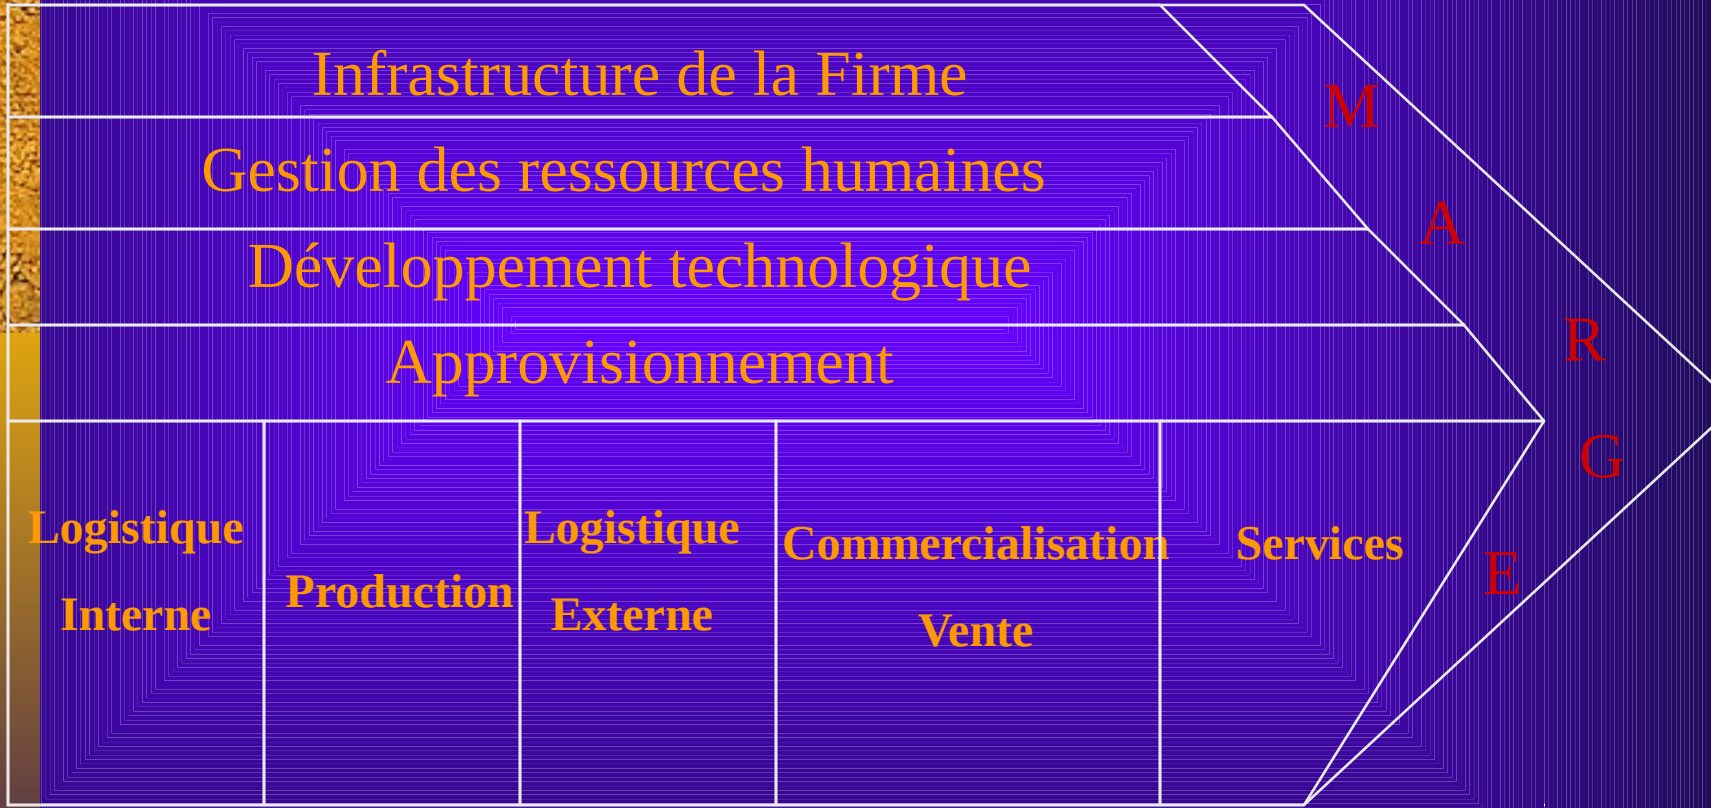 Infrastructure de la Firme
Gestion des ressources humaines
Développement technologique
Approvisionnement
Logistique
Interne
Production
Logistique
Externe
Commercialisation
Vente
Services
M
A
R
G
E